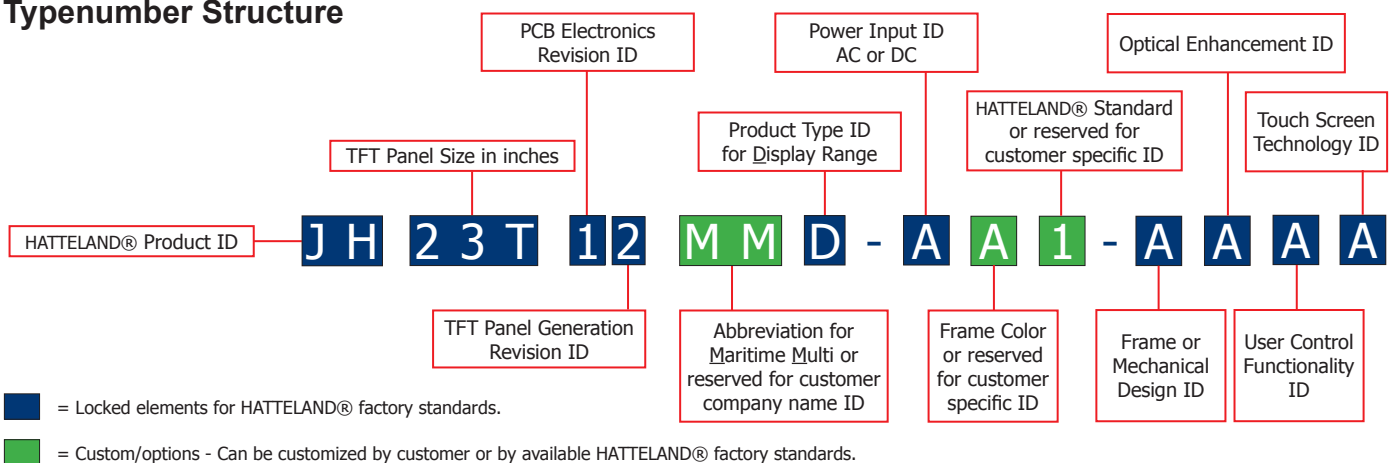 Typenumber Structure
PCB Electronics
Revision ID
Power Input ID
AC or DC
Optical Enhancement ID
TFT Panel Size in inches
Product Type ID
for Display Range
HATTELAND® Standard
or reserved for
customer specific ID
Touch Screen
Technology ID
HATTELAND® Product ID
J H 2 3 T 1 2 M M D - A A 1 - A A A A
TFT Panel Generation
Revision ID
Abbreviation for
Maritime Multi or
reserved for customer
company name ID
Frame Color
or reserved
for customer
specific ID
Frame or
Mechanical
Design ID
User Control
Functionality
ID
= Locked elements for HATTELAND® factory standards.
= Custom/options - Can be customized by customer or by available HATTELAND® factory standards.